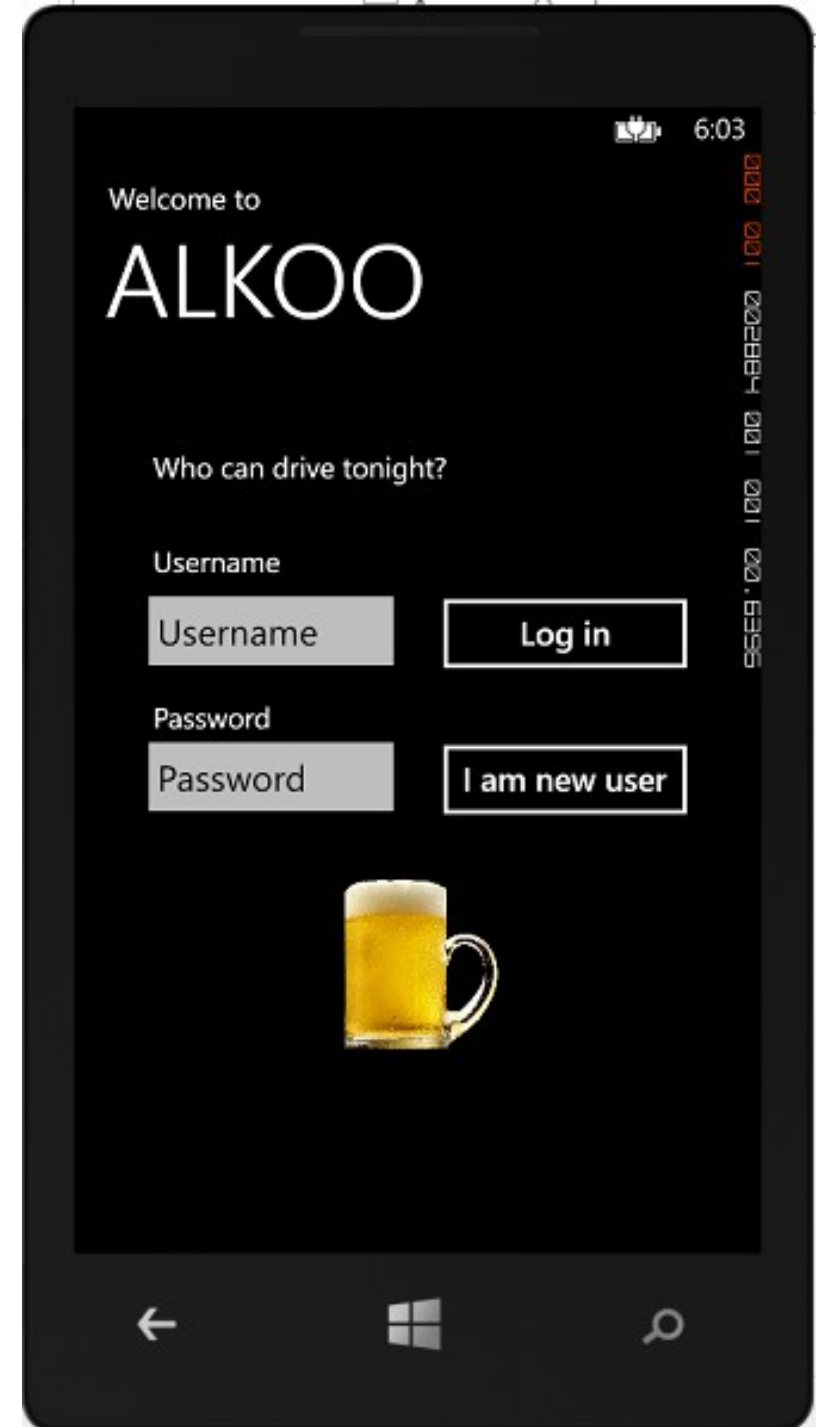 6:03
Welcome to
ALKOO
Who can drive tonight?
Username
Username
Log in
Password
Password
I am new user